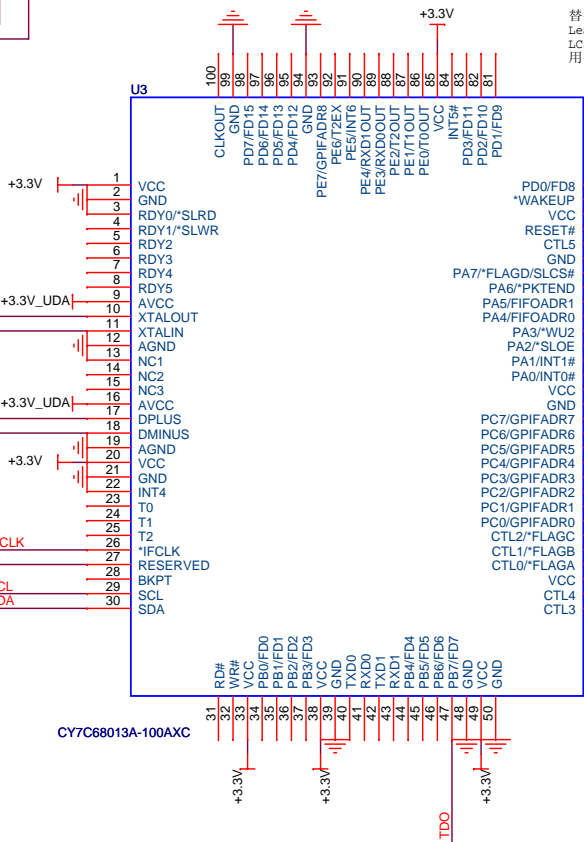 +3.3V
替
Le
LC
用
100
99
98
97
96
95
94
93
92
91
90
89
88
87
86
85
84
83
82
81
U3
CLKOUT
GND
PD7/FD15
PD6/FD14
PD5/FD13
PD4/FD12
GND
PE7/GPIFADR8
PE6/T2EX
PE5/INT6
PE4/RXD1OUT
PE3/RXD0OUT
PE2/T2OUT
PE1/T1OUT
PE0/T0OUT
VCC
INT5#
PD3/FD11
PD2/FD10
PD1/FD9
+3.3V 1 VCC PD0/FD8
2 GND *WAKEUP
3 RDY0/*SLRD VCC
4 RDY1/*SLWR RESET#
5 RDY2 CTL5
6 RDY3 GND
7 RDY4 PA7/*FLAGD/SLCS#
8 RDY5 PA6/*PKTEND
+3.3V_UDA 9 AVCC PA5/FIFOADR1
10 XTALOUT PA4/FIFOADR0
11 XTALIN PA3/*WU2
12 AGND PA2/*SLOE
13 NC1 PA1/INT1#
14 NC2 PA0/INT0#
15 NC3 VCC
+3.3V_UDA 16 AVCC GND
17 DPLUS PC7/GPIFADR7
18 DMINUS PC6/GPIFADR6
19 AGND PC5/GPIFADR5
+3.3V 20 VCC PC4/GPIFADR4
21 GND PC3/GPIFADR3
22 INT4 PC2/GPIFADR2
23 T0 PC1/GPIFADR1
24 T1 PC0/GPIFADR0
25 T2 CTL2/*FLAGC
CLK 26 *IFCLK CTL1/*FLAGB
27 RESERVED CTL0/*FLAGA
28 BKPT VCC
CL 29 SCL CTL4
DA 30 SDA CTL3
RD#
WR#
VCC
PB0/FD0
PB1/FD1
PB2/FD2
PB3/FD3
VCC
GND
TXD0
RXD0
TXD1
RXD1
PB4/FD4
PB5/FD5
PB6/FD6
PB7/FD7
GND
VCC
GND
31
32
33
34
35
36
37
38
39
40
41
42
43
44
45
46
47
48
49
50
CY7C68013A-100AXC
+3.3V
+3.3V
+3.3V
TDO